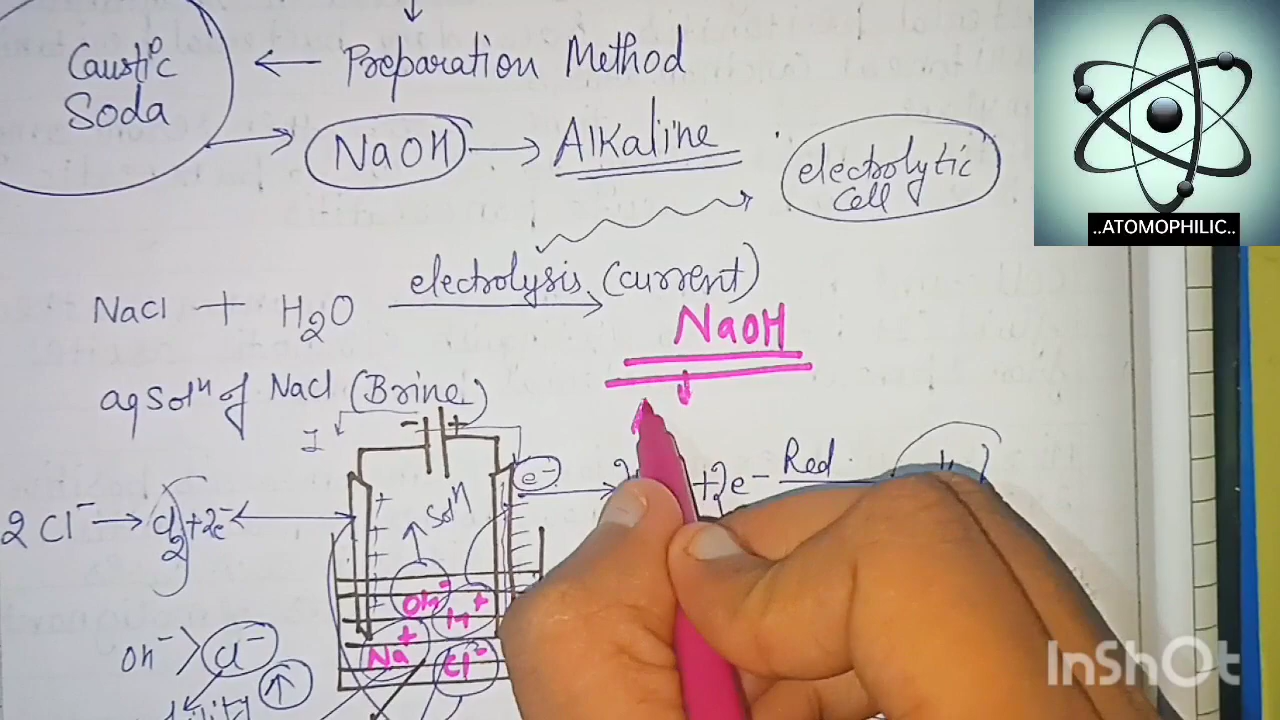 Caustic
Soda
← Preparation Method
NaOH → Alkaline
electrolytic
cell
..ATOMOPHILIC..
NaCl + H2O
electrolysis (current)
NaOH
aq Solⁿ of NaCl (Brine)
- +
e-
+2e- Red.
2Cl- → Cl2+2e-
Solⁿ
OH- H+
Na+ Cl-
OH- > Cl-
InShOt